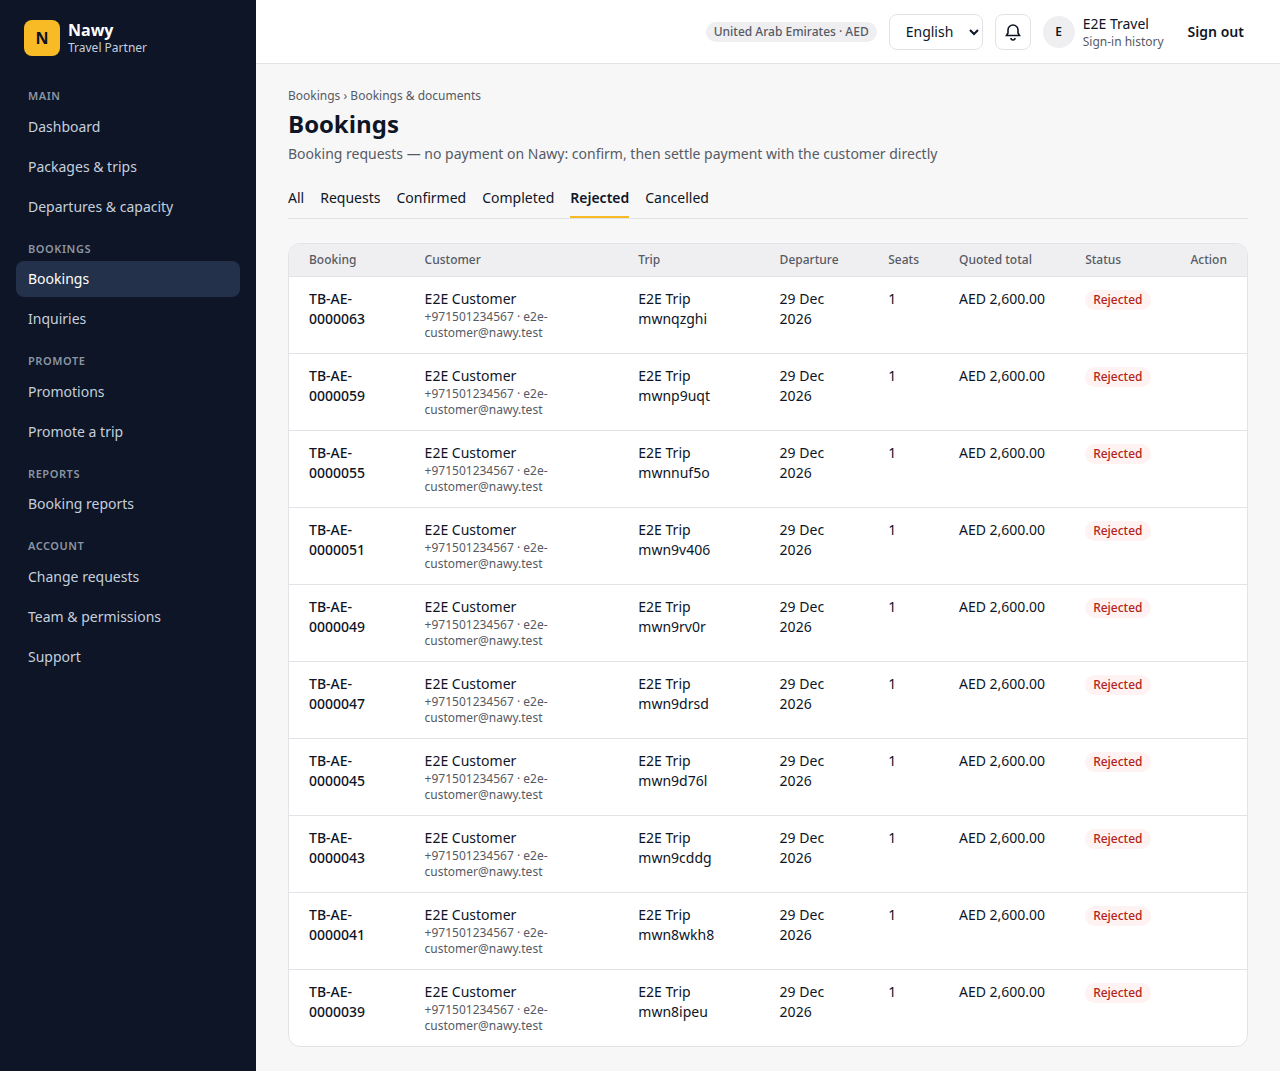 N
Nawy
Travel Partner
MAIN
Dashboard
Packages & trips
Departures & capacity
BOOKINGS
Bookings
Inquiries
PROMOTE
Promotions
Promote a trip
REPORTS
Booking reports
ACCOUNT
Change requests
Team & permissions
Support
United Arab Emirates · AED
English
E
E2E Travel
Sign-in history
Sign out
Bookings › Bookings & documents
Bookings
Booking requests — no payment on Nawy: confirm, then settle payment with the customer directly
All Requests Confirmed Completed Rejected Cancelled
Booking Customer Trip Departure Seats Quoted total Status Action
TB-AE- E2E Customer E2E Trip 29 Dec 1 AED 2,600.00 Rejected
0000063 +971501234567 · e2e- mwnqzghi 2026
customer@nawy.test
TB-AE- E2E Customer E2E Trip 29 Dec 1 AED 2,600.00 Rejected
0000059 +971501234567 · e2e- mwnp9uqt 2026
customer@nawy.test
TB-AE- E2E Customer E2E Trip 29 Dec 1 AED 2,600.00 Rejected
0000055 +971501234567 · e2e- mwnnuf5o 2026
customer@nawy.test
TB-AE- E2E Customer E2E Trip 29 Dec 1 AED 2,600.00 Rejected
0000051 +971501234567 · e2e- mwn9v406 2026
customer@nawy.test
TB-AE- E2E Customer E2E Trip 29 Dec 1 AED 2,600.00 Rejected
0000049 +971501234567 · e2e- mwn9rv0r 2026
customer@nawy.test
TB-AE- E2E Customer E2E Trip 29 Dec 1 AED 2,600.00 Rejected
0000047 +971501234567 · e2e- mwn9drsd 2026
customer@nawy.test
TB-AE- E2E Customer E2E Trip 29 Dec 1 AED 2,600.00 Rejected
0000045 +971501234567 · e2e- mwn9d76l 2026
customer@nawy.test
TB-AE- E2E Customer E2E Trip 29 Dec 1 AED 2,600.00 Rejected
0000043 +971501234567 · e2e- mwn9cddg 2026
customer@nawy.test
TB-AE- E2E Customer E2E Trip 29 Dec 1 AED 2,600.00 Rejected
0000041 +971501234567 · e2e- mwn8wkh8 2026
customer@nawy.test
TB-AE- E2E Customer E2E Trip 29 Dec 1 AED 2,600.00 Rejected
0000039 +971501234567 · e2e- mwn8ipeu 2026
customer@nawy.test